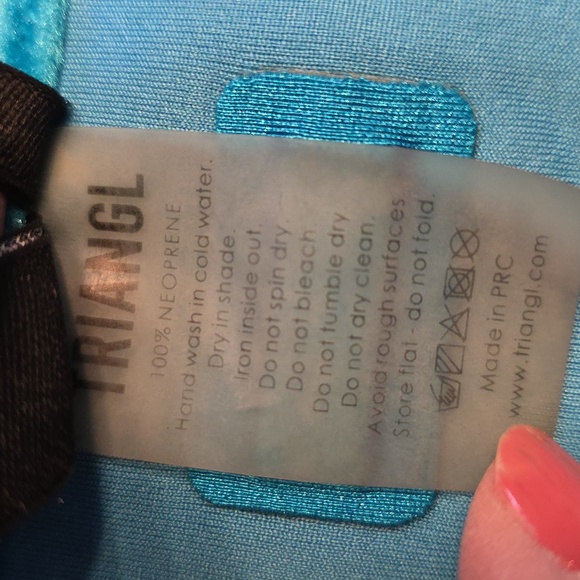 TRIANGL
100% NEOPRENE
Hand wash in cold water.
Dry in shade.
Iron inside out.
Do not spin dry
Do not bleach.
Do not tumble dry
Do not dry clean.
Avoid rough surfaces
Store flat - do not fold.
Made in PRC
www.triangl.com